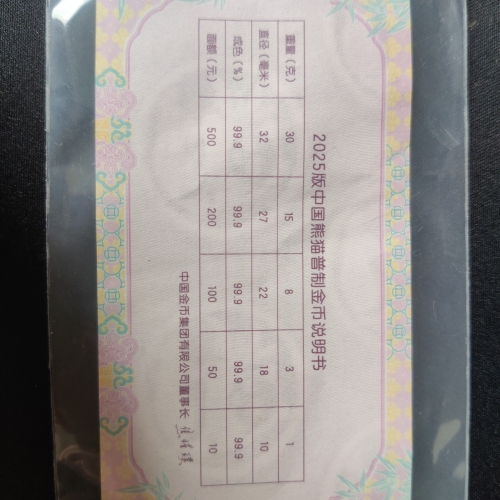 2025版中国熊猫普制金币说明书
重量（克） 30 15 8 3 1
直径（毫米） 32 27 22 18 10
成色（%） 99.9 99.9 99.9 99.9 99.9
面额（元） 500 200 100 50 10
中国金币集团有限公司董事长